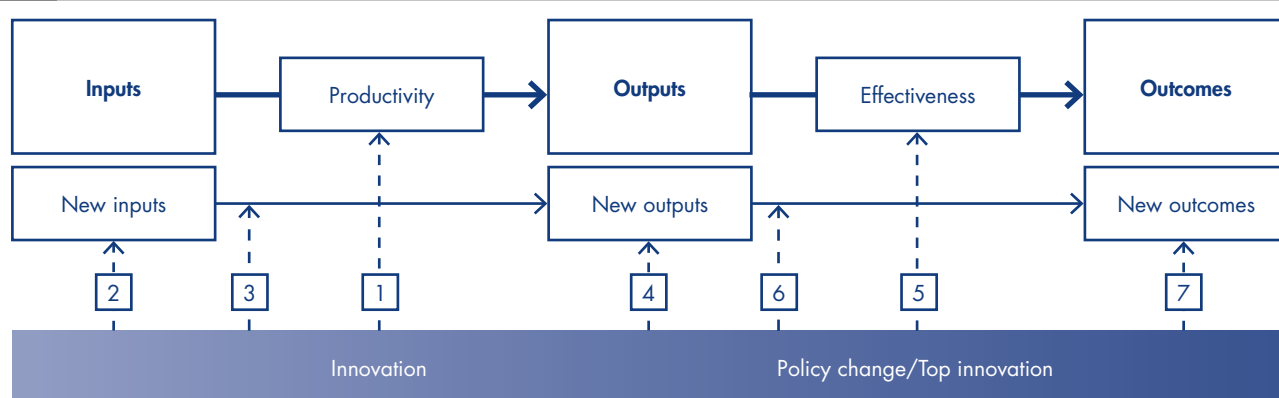 Inputs
Productivity
Outputs
Effectiveness
Outcomes
New inputs
New outputs
New outcomes
2
3
1
4
6
5
7
Innovation
Policy change/Top innovation